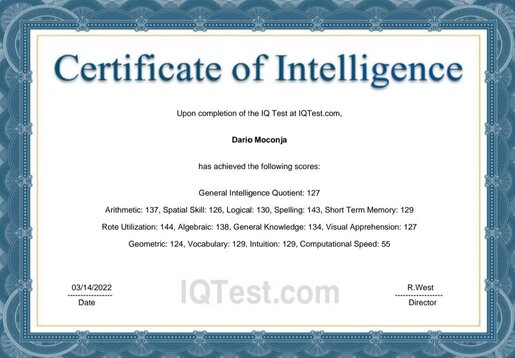 Certificate of Intelligence
Upon completion of the IQ Test at IQTest.com,
Dario Moconja
has achieved the following scores:
General Intelligence Quotient: 127
Arithmetic: 137, Spatial Skill: 126, Logical: 130, Spelling: 143, Short Term Memory: 129
Rote Utilization: 144, Algebraic: 138, General Knowledge: 134, Visual Apprehension: 127
Geometric: 124, Vocabulary: 129, Intuition: 129, Computational Speed: 55
03/14/2022
Date
IQTest.com
R.West
Director